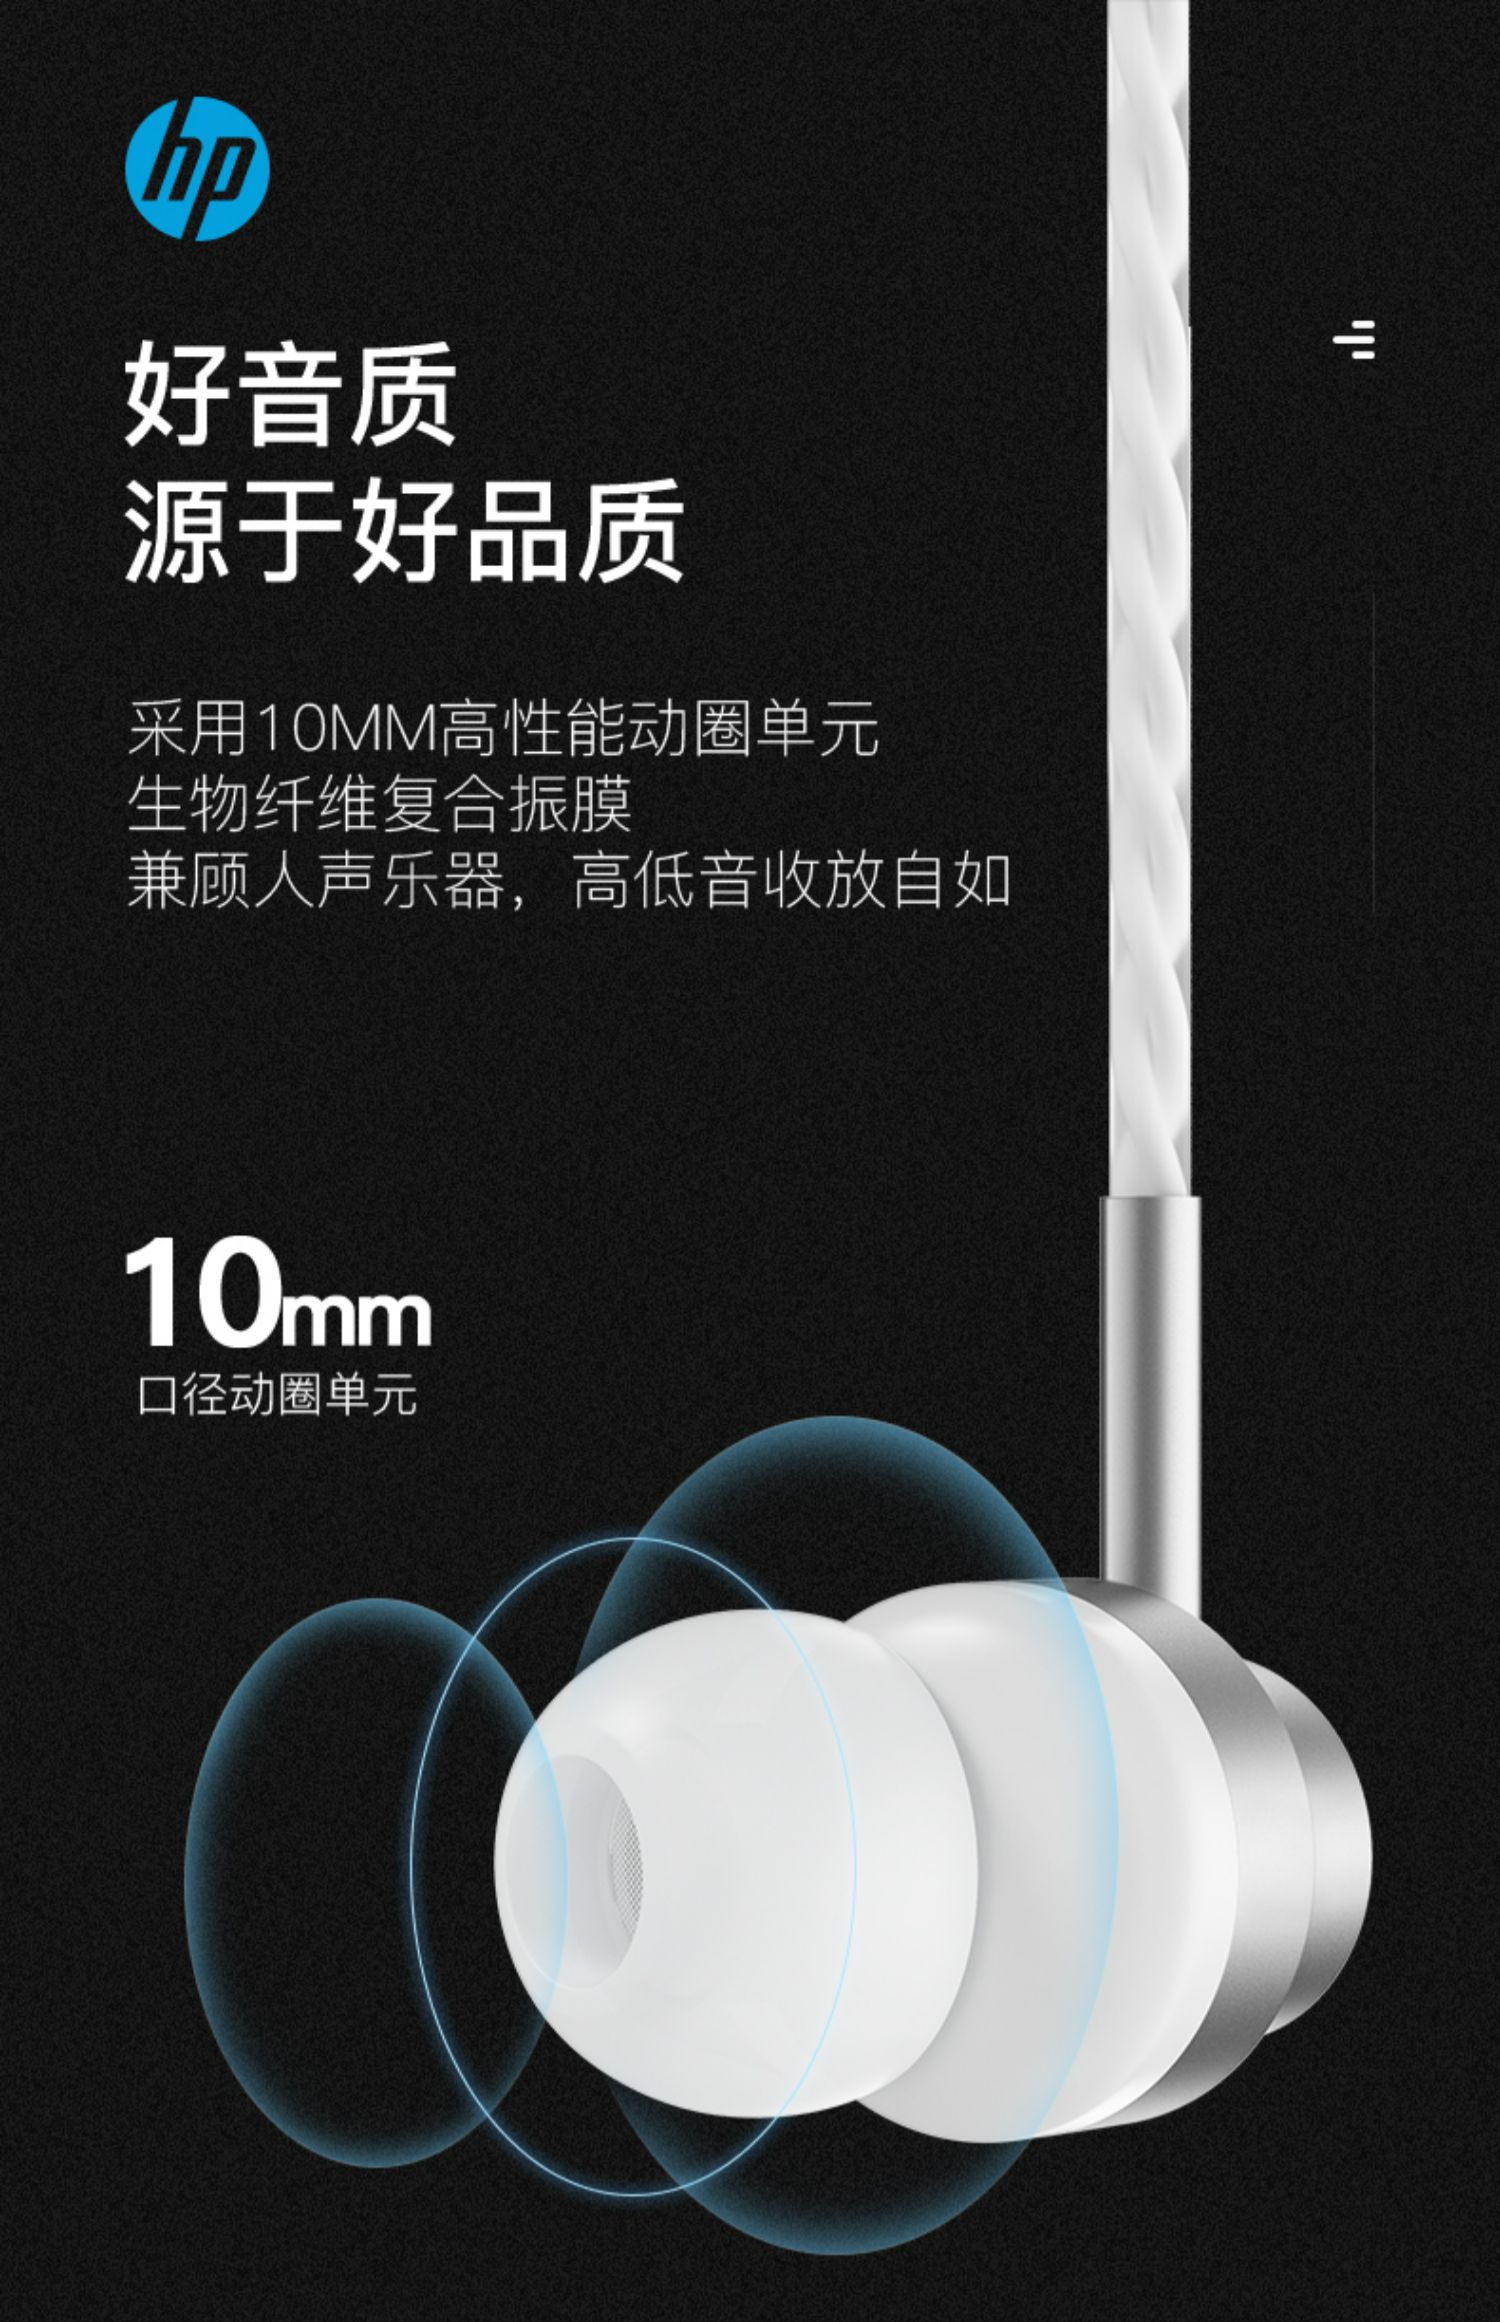 hp
好音质
源于好品质
采用10MM高性能动圈单元
生物纤维复合振膜
兼顾人声乐器，高低音收放自如
10mm
口径动圈单元